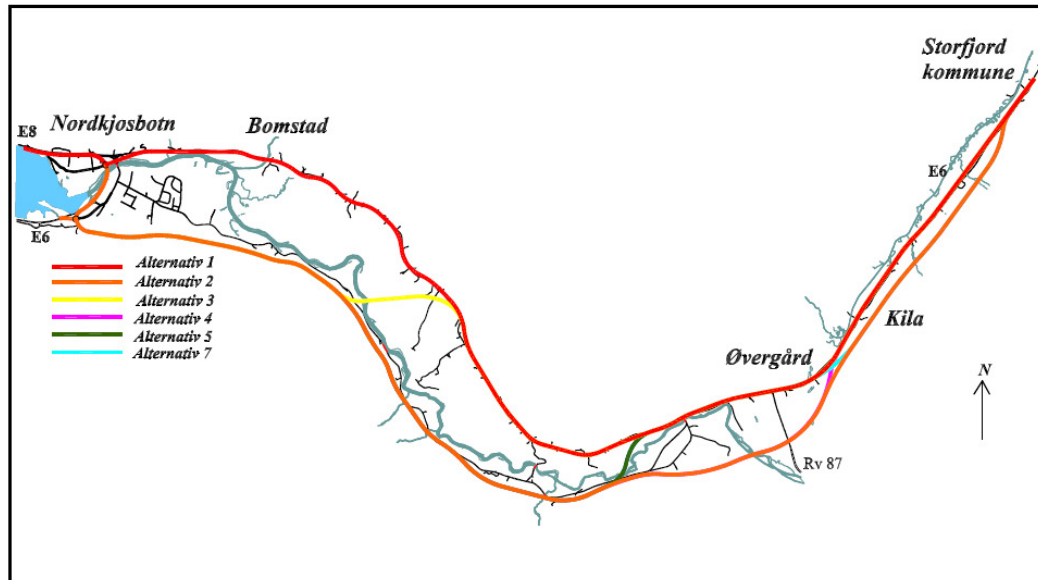 Storfjord
kommune
Nordkjosbotn
Bomstad
E8
E6
E6
Alternativ 1
Alternativ 2
Alternativ 3
Alternativ 4
Alternativ 5
Alternativ 7
Kila
Øvergård
N
Rv 87